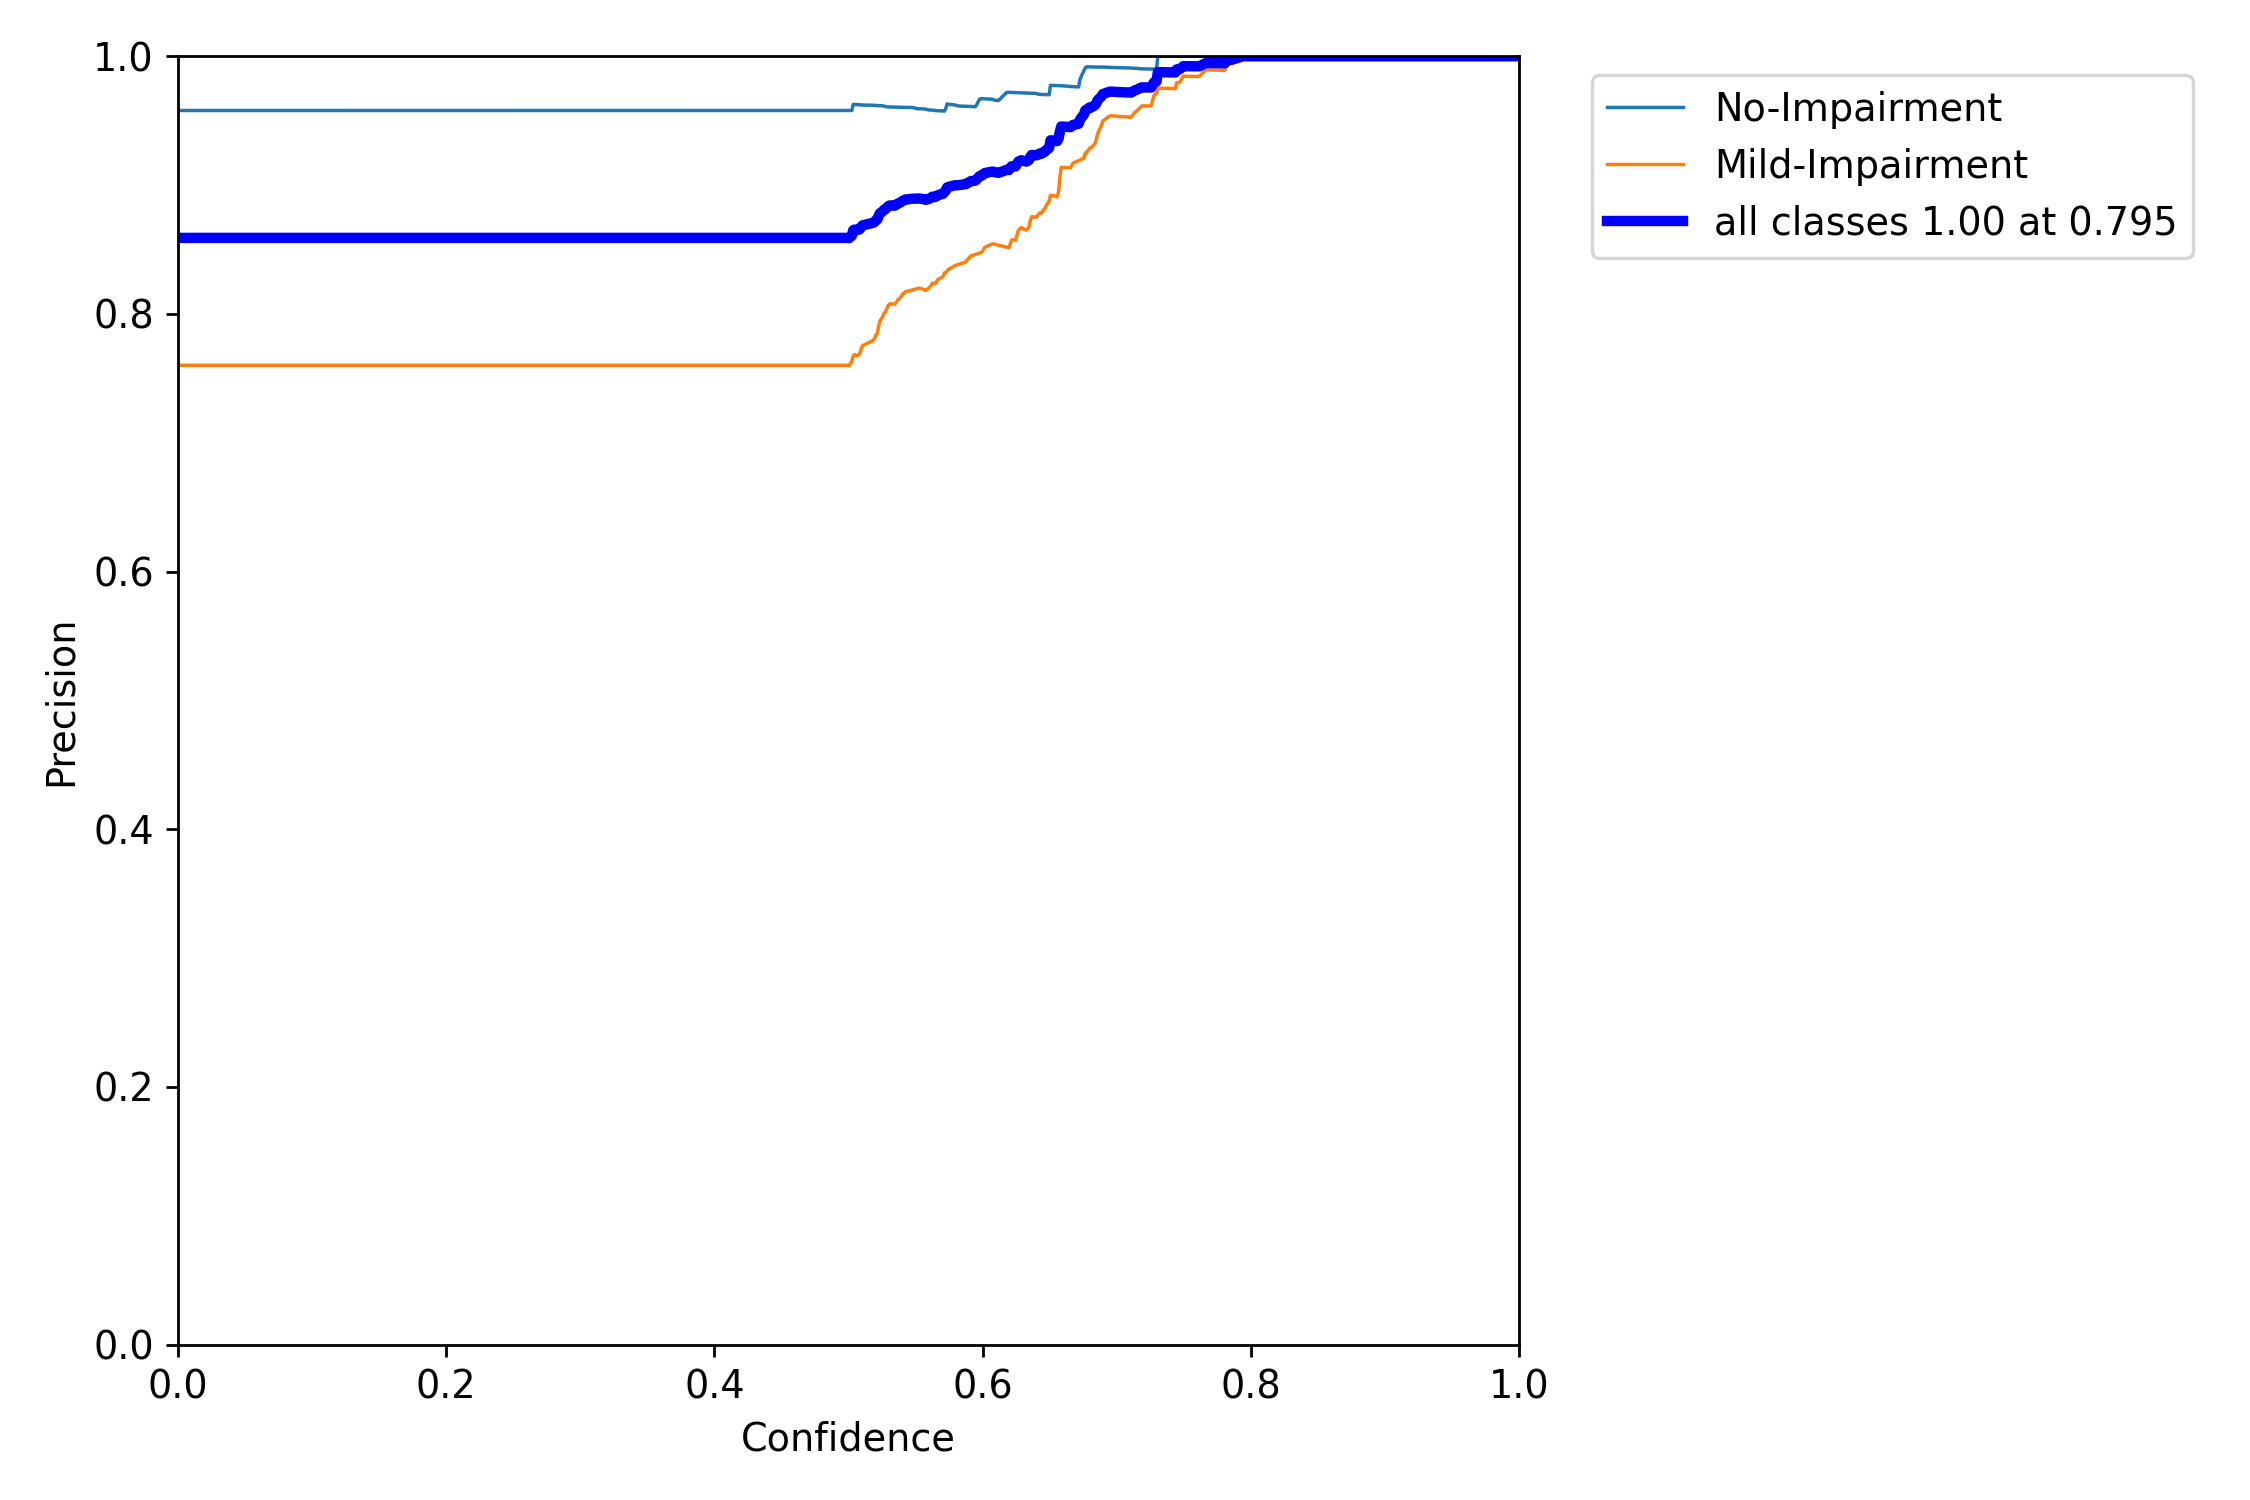 1.0
0.8
0.6
0.4
0.2
0.0
Precision
0.0 0.2 0.4 0.6 0.8 1.0
Confidence
No-Impairment
Mild-Impairment
all classes 1.00 at 0.795